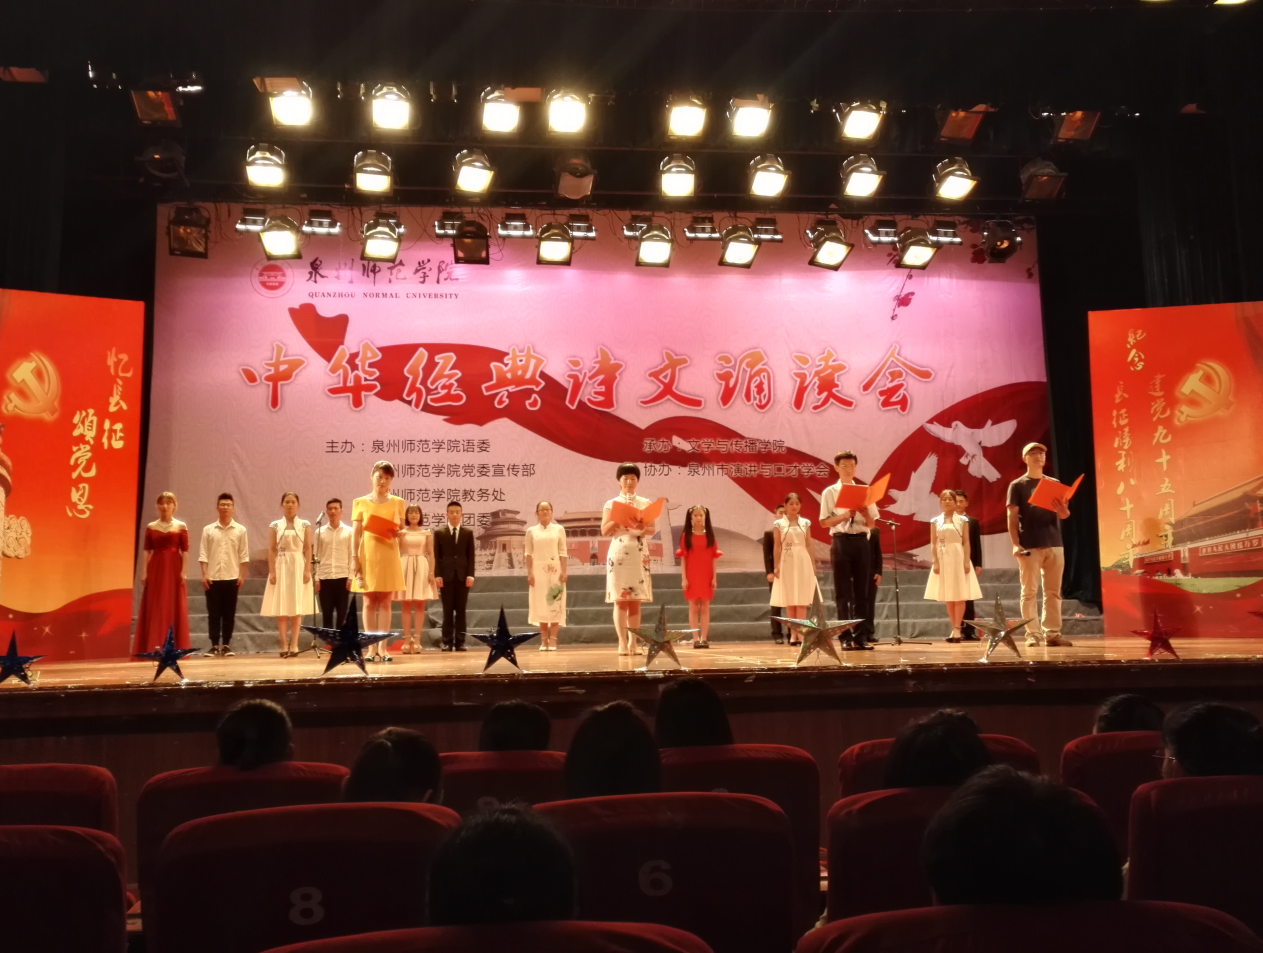 泉州师范学院
QUANZHOU NORMAL UNIVERSITY
中华经典诗文诵读会
主办：泉州师范学院语委
州师范学院党委宣传部
州师范学院教务处
范学 团委
承办：文学与传播学院
协办：泉州市演讲与口才学会
忆长征
颂党恩
紀念
建党九十五周年
长征胜利八十周年
8
6